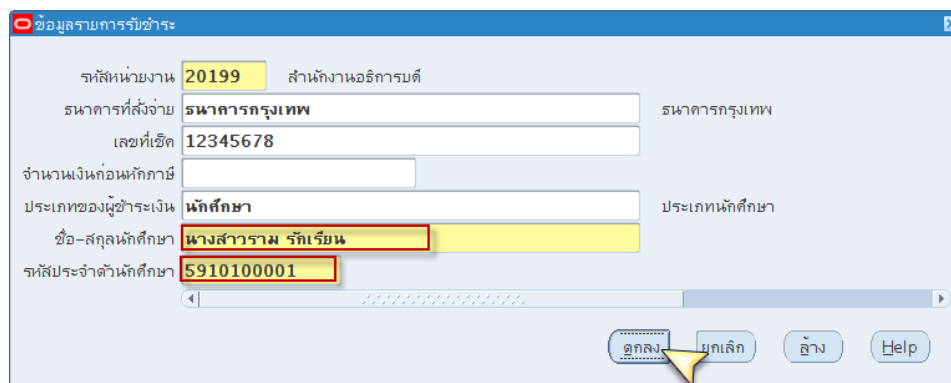 ข้อมูลรายการรับชำระ
รหัสหน่วยงาน 20199 สำนักงานอธิการบดี
ธนาคารที่สั่งจ่าย ธนาคารกรุงเทพ ธนาคารกรุงเทพ
เลขที่เช็ค 12345678
จำนวนเงินก่อนหักภาษี
ประเภทของผู้ชำระเงิน นักศึกษา ประเภทนักศึกษา
ชื่อ-สกุลนักศึกษา นางสาวราม รักเรียน
รหัสประจำตัวนักศึกษา 5910100001
ตกลง ยกเลิก ล้าง Help